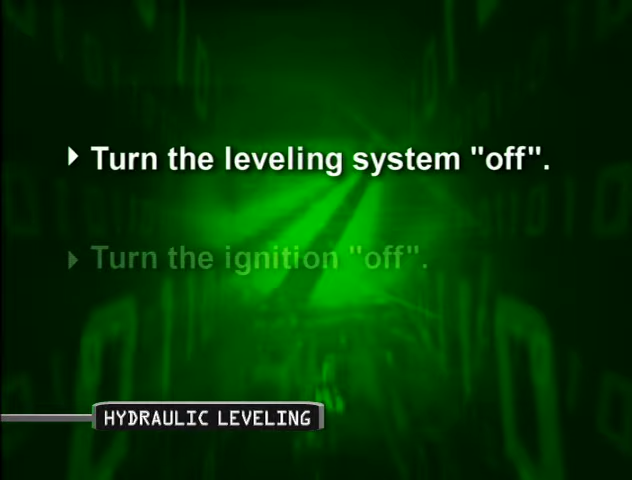 Turn the leveling system "off".
Turn the ignition "off".
HYDRAULIC LEVELING